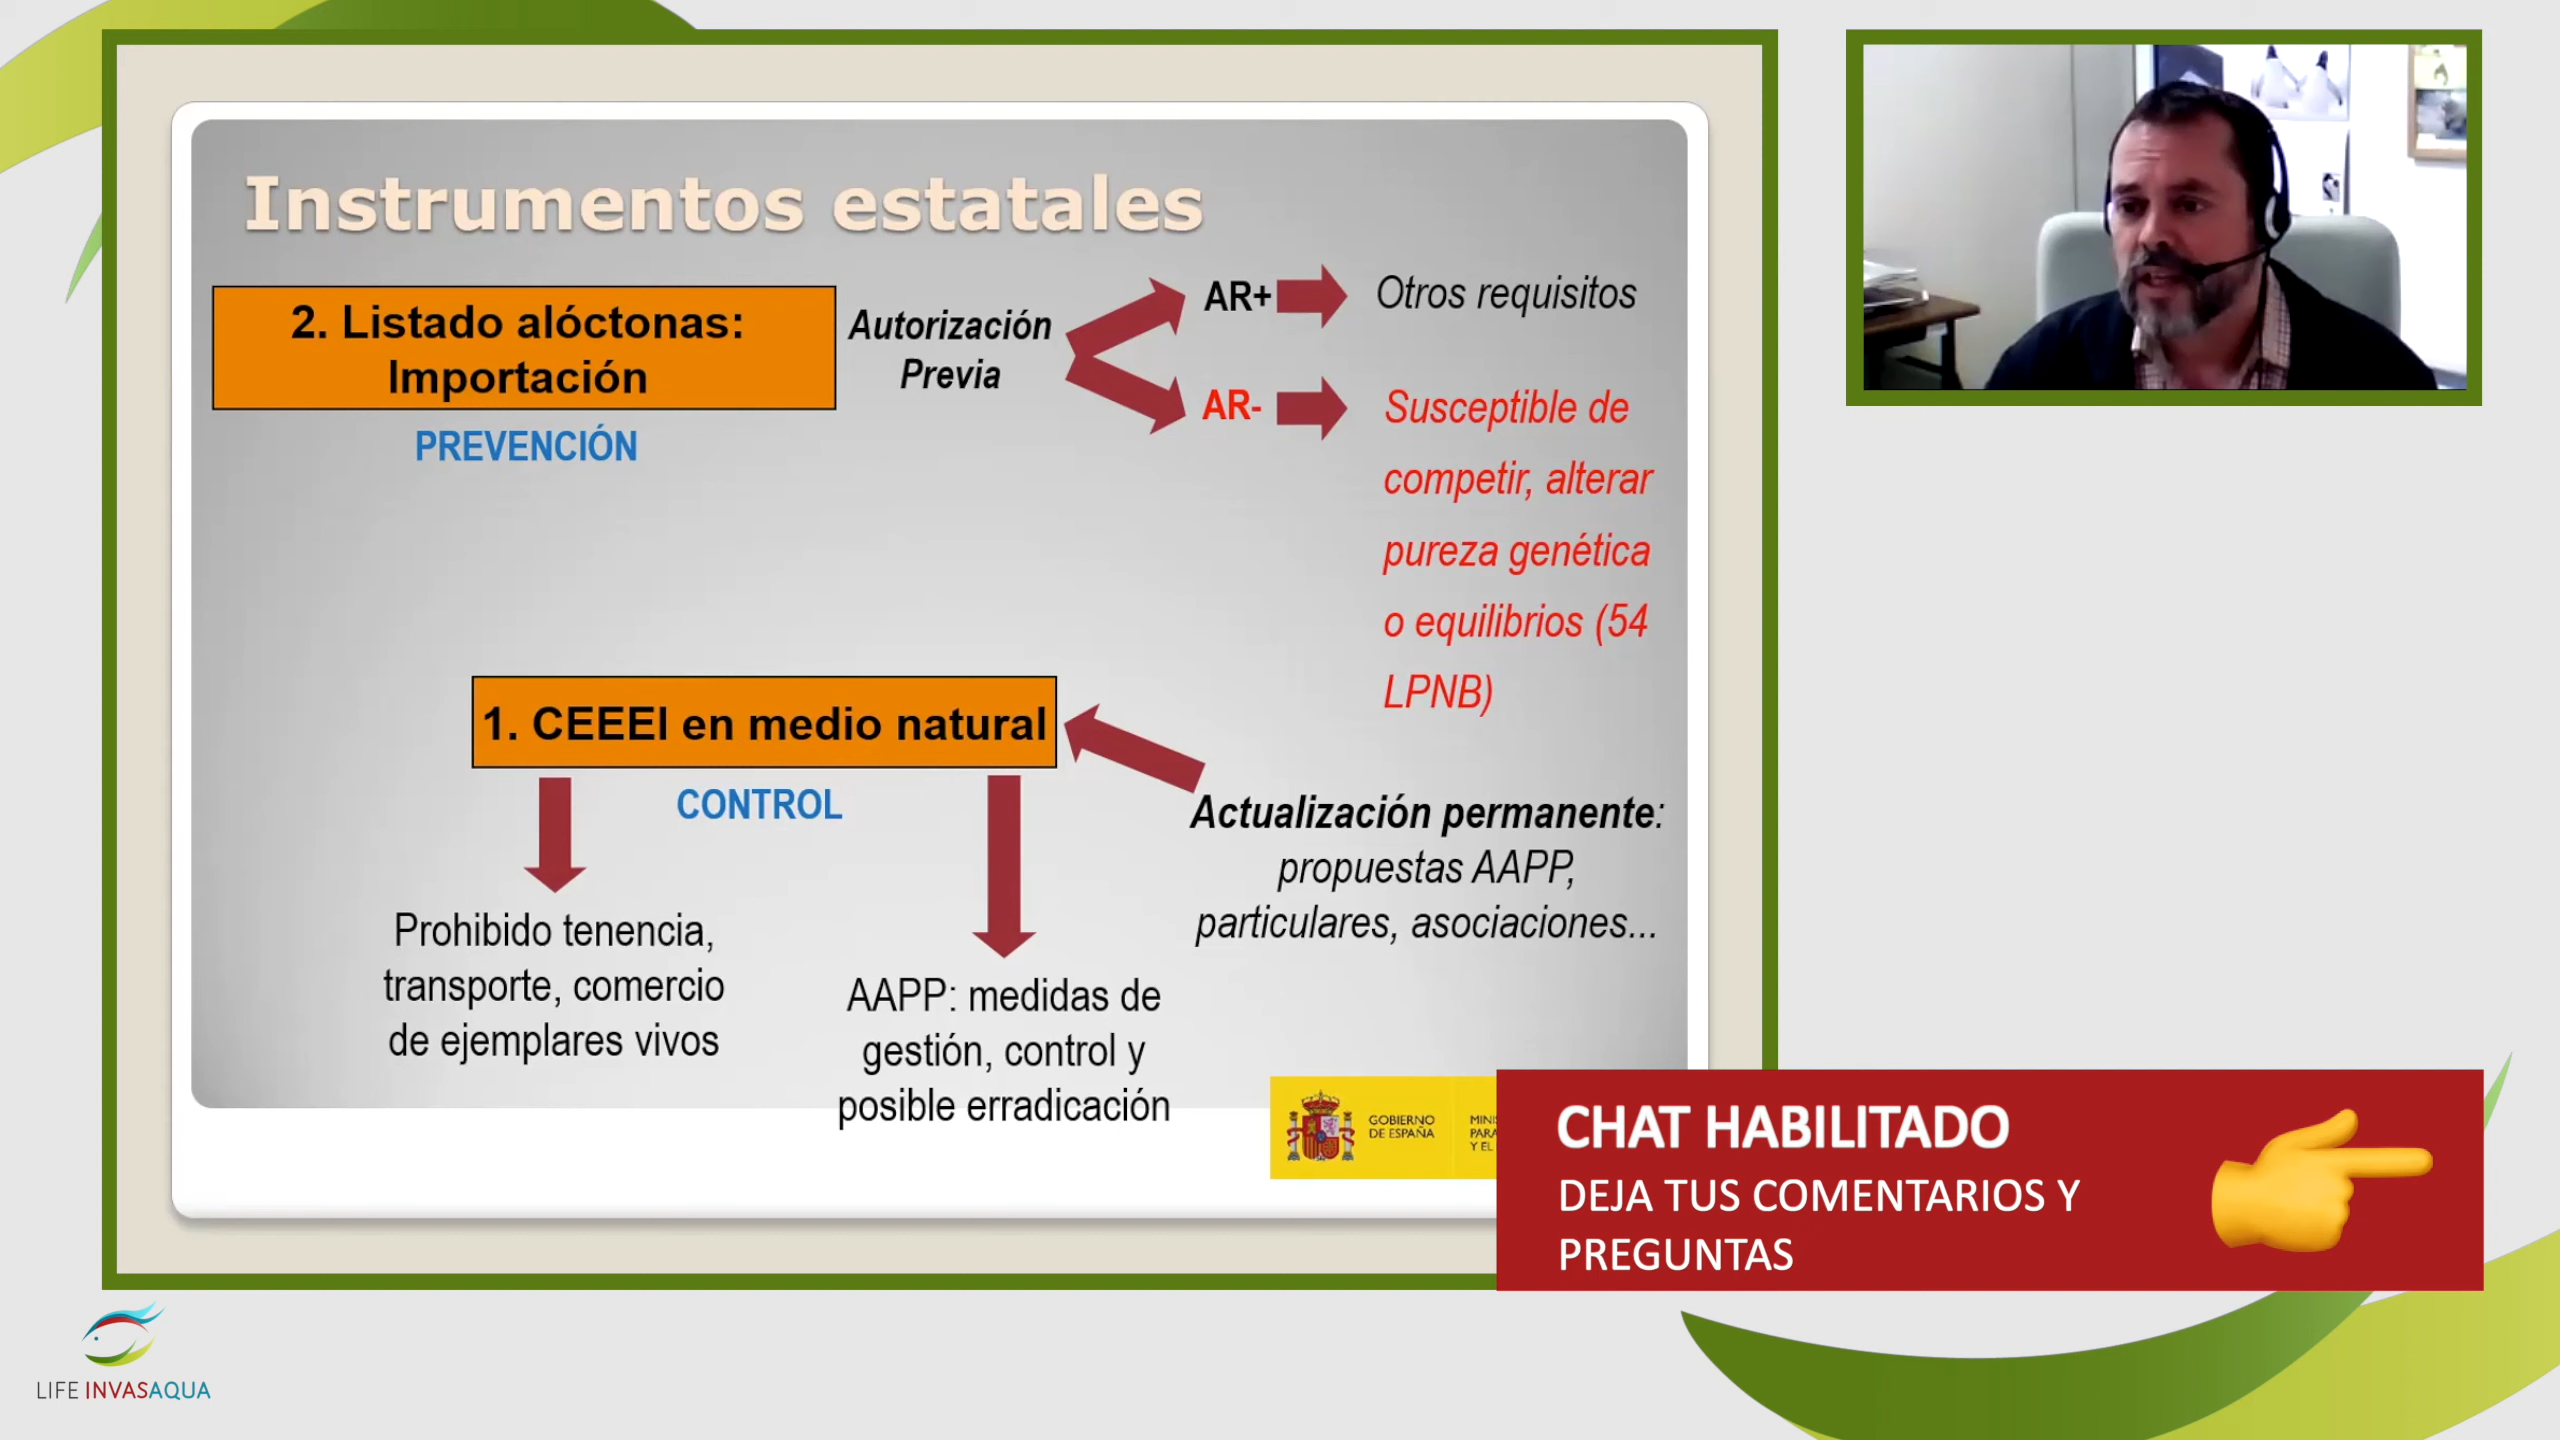 Instrumentos estatales
2. Listado alóctonas:
Importación
PREVENCIÓN
Autorización
Previa
AR+
Otros requisitos
AR-
Susceptible de
competir, alterar
pureza genética
o equilibrios (54
LPNB)
1. CEEEI en medio natural
CONTROL
Actualización permanente:
propuestas AAPP,
particulares, asociaciones...
Prohibido tenencia,
transporte, comercio
de ejemplares vivos
AAPP: medidas de
gestión, control y
posible erradicación
GOBIERNO
DE ESPAÑA
Y EL
CHAT HABILITADO
DEJA TUS COMENTARIOS Y
PREGUNTAS
LIFE INVASAQUA